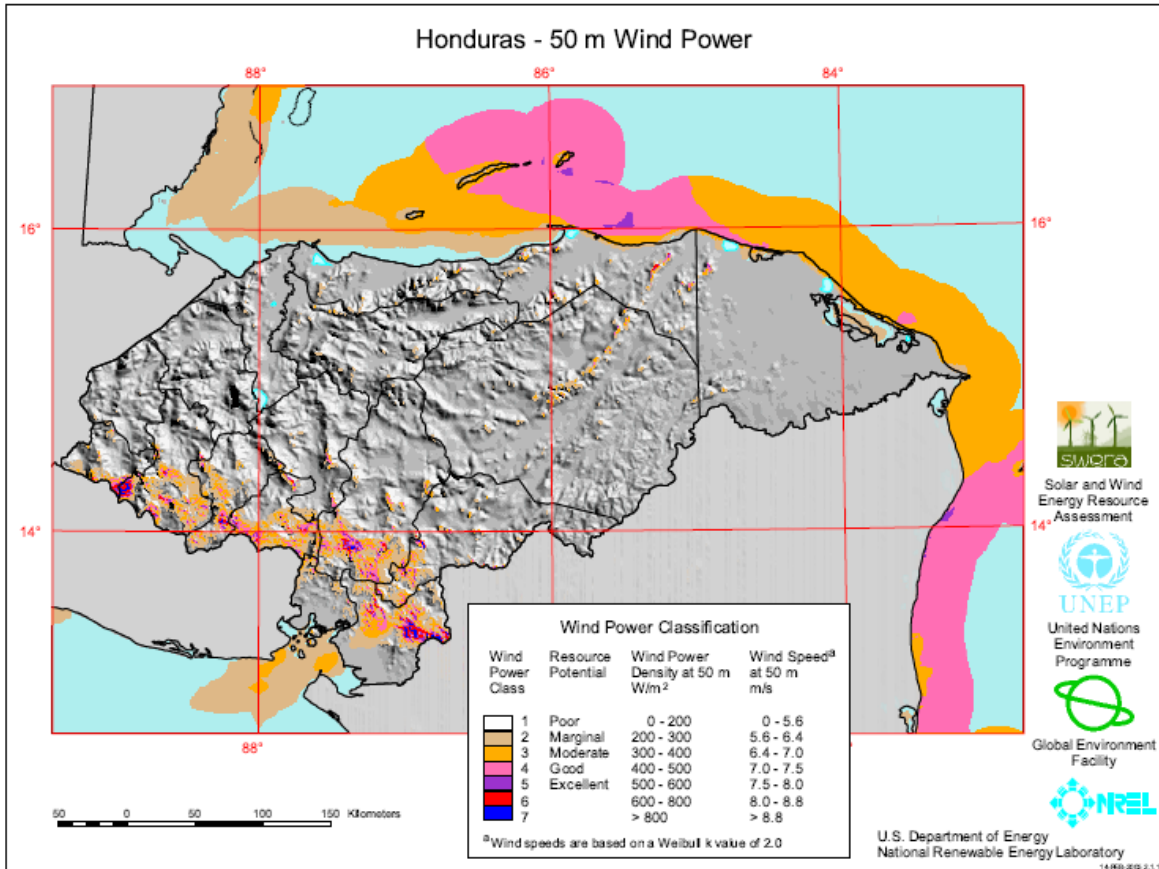 Honduras - 50 m Wind Power
88° 86° 84°
16° 16°
14° 14°
88°
swera
Solar and Wind
Energy Resource
Assessment
UNEP
United Nations
Environment
Programme
Global Environment
Facility
NREL
U.S. Department of Energy
National Renewable Energy Laboratory
Wind Power Classification
Wind Resource Wind Power Wind Speedª
Power Potential Density at 50 m at 50 m
Class W/m² m/s
1 Poor 0 - 200 0 - 5.6
2 Marginal 200 - 300 5.6 - 6.4
3 Moderate 300 - 400 6.4 - 7.0
4 Good 400 - 500 7.0 - 7.5
5 Excellent 500 - 600 7.5 - 8.0
6 600 - 800 8.0 - 8.8
7 > 800 > 8.8
ªWind speeds are based on a Weibull k value of 2.0
50 0 50 100 150 Kilometers